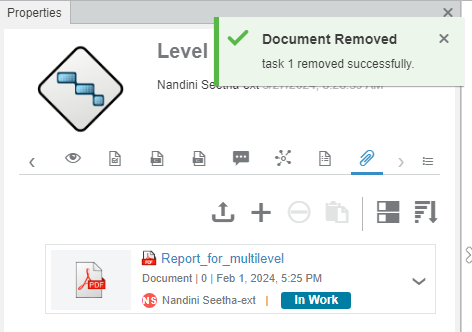 Properties
Document Removed
task 1 removed successfully.
Level
Nandini Seetha-ext
Report_for_multilevel
Document | 0 | Feb 1, 2024, 5:25 PM
NS Nandini Seetha-ext | In Work
PDF